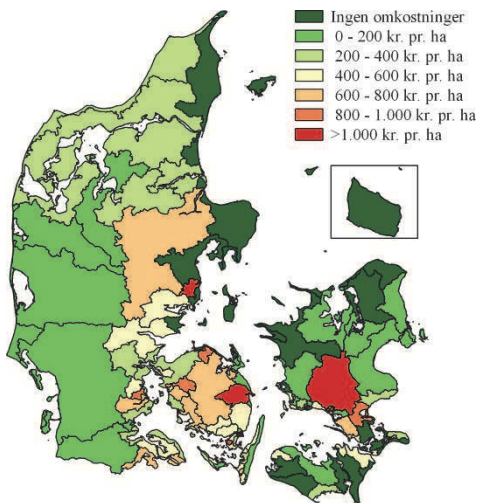 Ingen omkostninger
0 - 200 kr. pr. ha
200 - 400 kr. pr. ha
400 - 600 kr. pr. ha
600 - 800 kr. pr. ha
800 - 1.000 kr. pr. ha
>1.000 kr. pr. ha